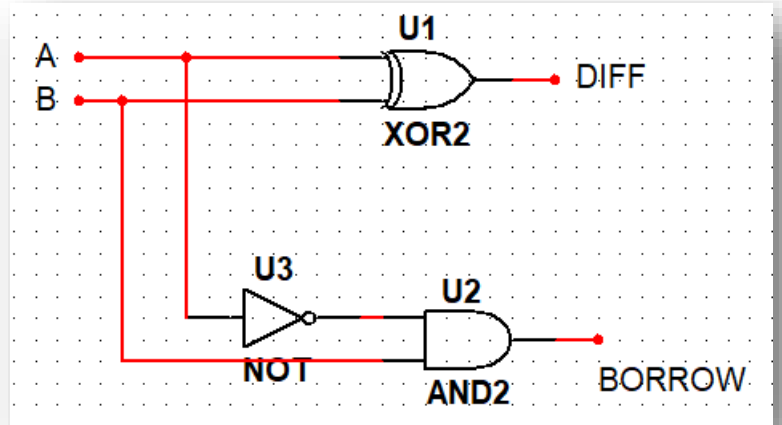 U1
A
DIFF
B
XOR2
U3
U2
NOT
BORROW
AND2